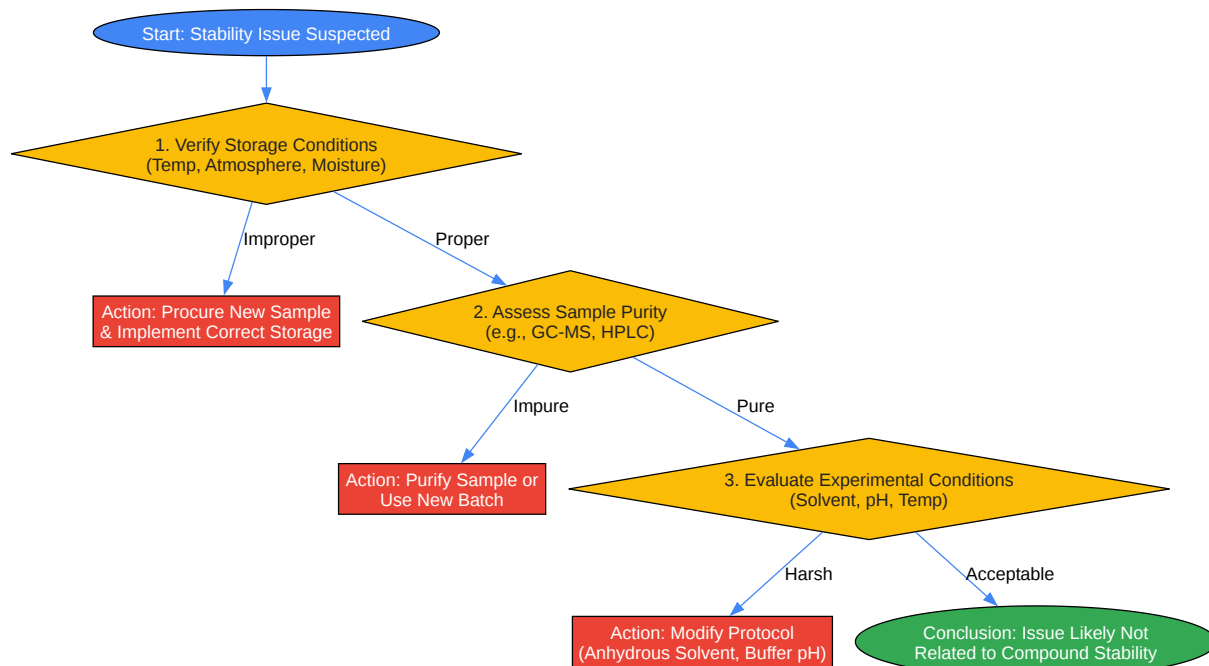 Start: Stability Issue Suspected
1. Verify Storage Conditions
(Temp, Atmosphere, Moisture)
Improper
Proper
Action: Procure New Sample
& Implement Correct Storage
2. Assess Sample Purity
(e.g., GC-MS, HPLC)
Impure
Pure
Action: Purify Sample or
Use New Batch
3. Evaluate Experimental Conditions
(Solvent, pH, Temp)
Harsh
Acceptable
Action: Modify Protocol
(Anhydrous Solvent, Buffer pH)
Conclusion: Issue Likely Not
Related to Compound Stability